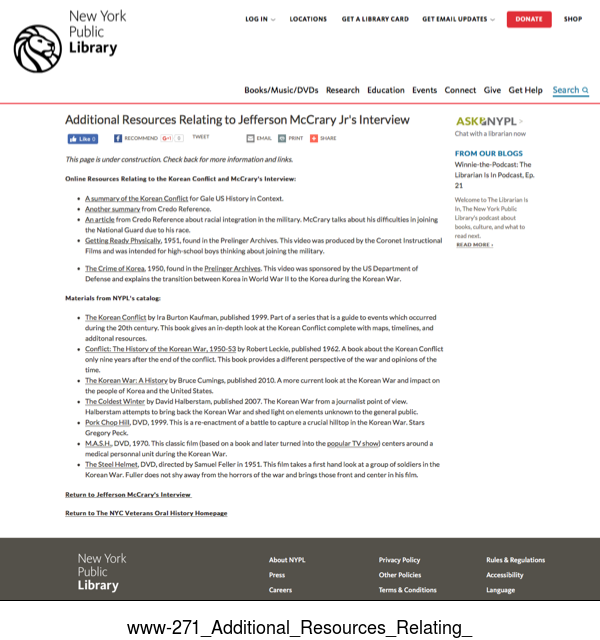 New York
Public
Library
LOG IN
LOCATIONS
GET A LIBRARY CARD
GET EMAIL UPDATES
DONATE
SHOP
Books/Music/DVDs Research Education Events Connect Give Get Help Search
Additional Resources Relating to Jefferson McCrary Jr's Interview
Like 0
RECOMMEND
G+1 0
TWEET
EMAIL
PRINT
SHARE
This page is under construction. Check back for more information and links.
Online Resources Relating to the Korean Conflict and McCrary's Interview:
A summary of the Korean Conflict for Gale US History in Context.
Another summary from Credo Reference.
An article from Credo Reference about racial integration in the military. McCrary talks about his difficulties in joining
the National Guard due to his race.
Getting Ready Physically, 1951, found in the Prelinger Archives. This video was produced by the Coronet Instructional
Films and was intended for high-school boys thinking about joining the military.
The Crime of Korea, 1950, found in the Prelinger Archives. This video was sponsored by the US Department of
Defense and explains the transition between Korea in World War II to the Korea during the Korean War.
Materials from NYPL's catalog:
The Korean Conflict by Ira Burton Kaufman, published 1999. Part of a series that is a guide to events which occurred
during the 20th century. This book gives an in-depth look at the Korean Conflict complete with maps, timelines, and
additonal resources.
Conflict: The History of the Korean War, 1950-53 by Robert Leckie, published 1962. A book about the Korean Conflict
only nine years after the end of the conflict. This book provides a different perspective of the war and opinions of the
time.
The Korean War: A History by Bruce Cumings, published 2010. A more current look at the Korean War and impact on
the people of Korea and the United States.
The Coldest Winter by David Halberstam, published 2007. The Korean War from a journalist point of view.
Halberstam attempts to bring back the Korean War and shed light on elements unknown to the general public.
Pork Chop Hill, DVD, 1999. This is a re-enactment of a battle to capture a crucial hilltop in the Korean War. Stars
Gregory Peck.
M.A.S.H., DVD, 1970. This classic film (based on a book and later turned into the popular TV show) centers around a
medical personnal unit during the Korean War.
The Steel Helmet, DVD, directed by Samuel Feller in 1951. This film takes a first hand look at a group of soldiers in the
Korean War. Fuller does not shy away from the horrors of the war and brings those front and center in his film.
Return to Jefferson McCrary's Interview
Return to The NYC Veterans Oral History Homepage
ASK NYPL >
Chat with a librarian now
FROM OUR BLOGS
Winnie-the-Podcast: The
Librarian Is In Podcast, Ep.
21
Welcome to The Librarian Is
In, The New York Public
Library's podcast about
books, culture, and what to
read next.
READ MORE ›
New York
Public
Library
About NYPL
Press
Careers
Privacy Policy
Other Policies
Terms & Conditions
Rules & Regulations
Accessibility
Language
www-271_Additional_Resources_Relating_